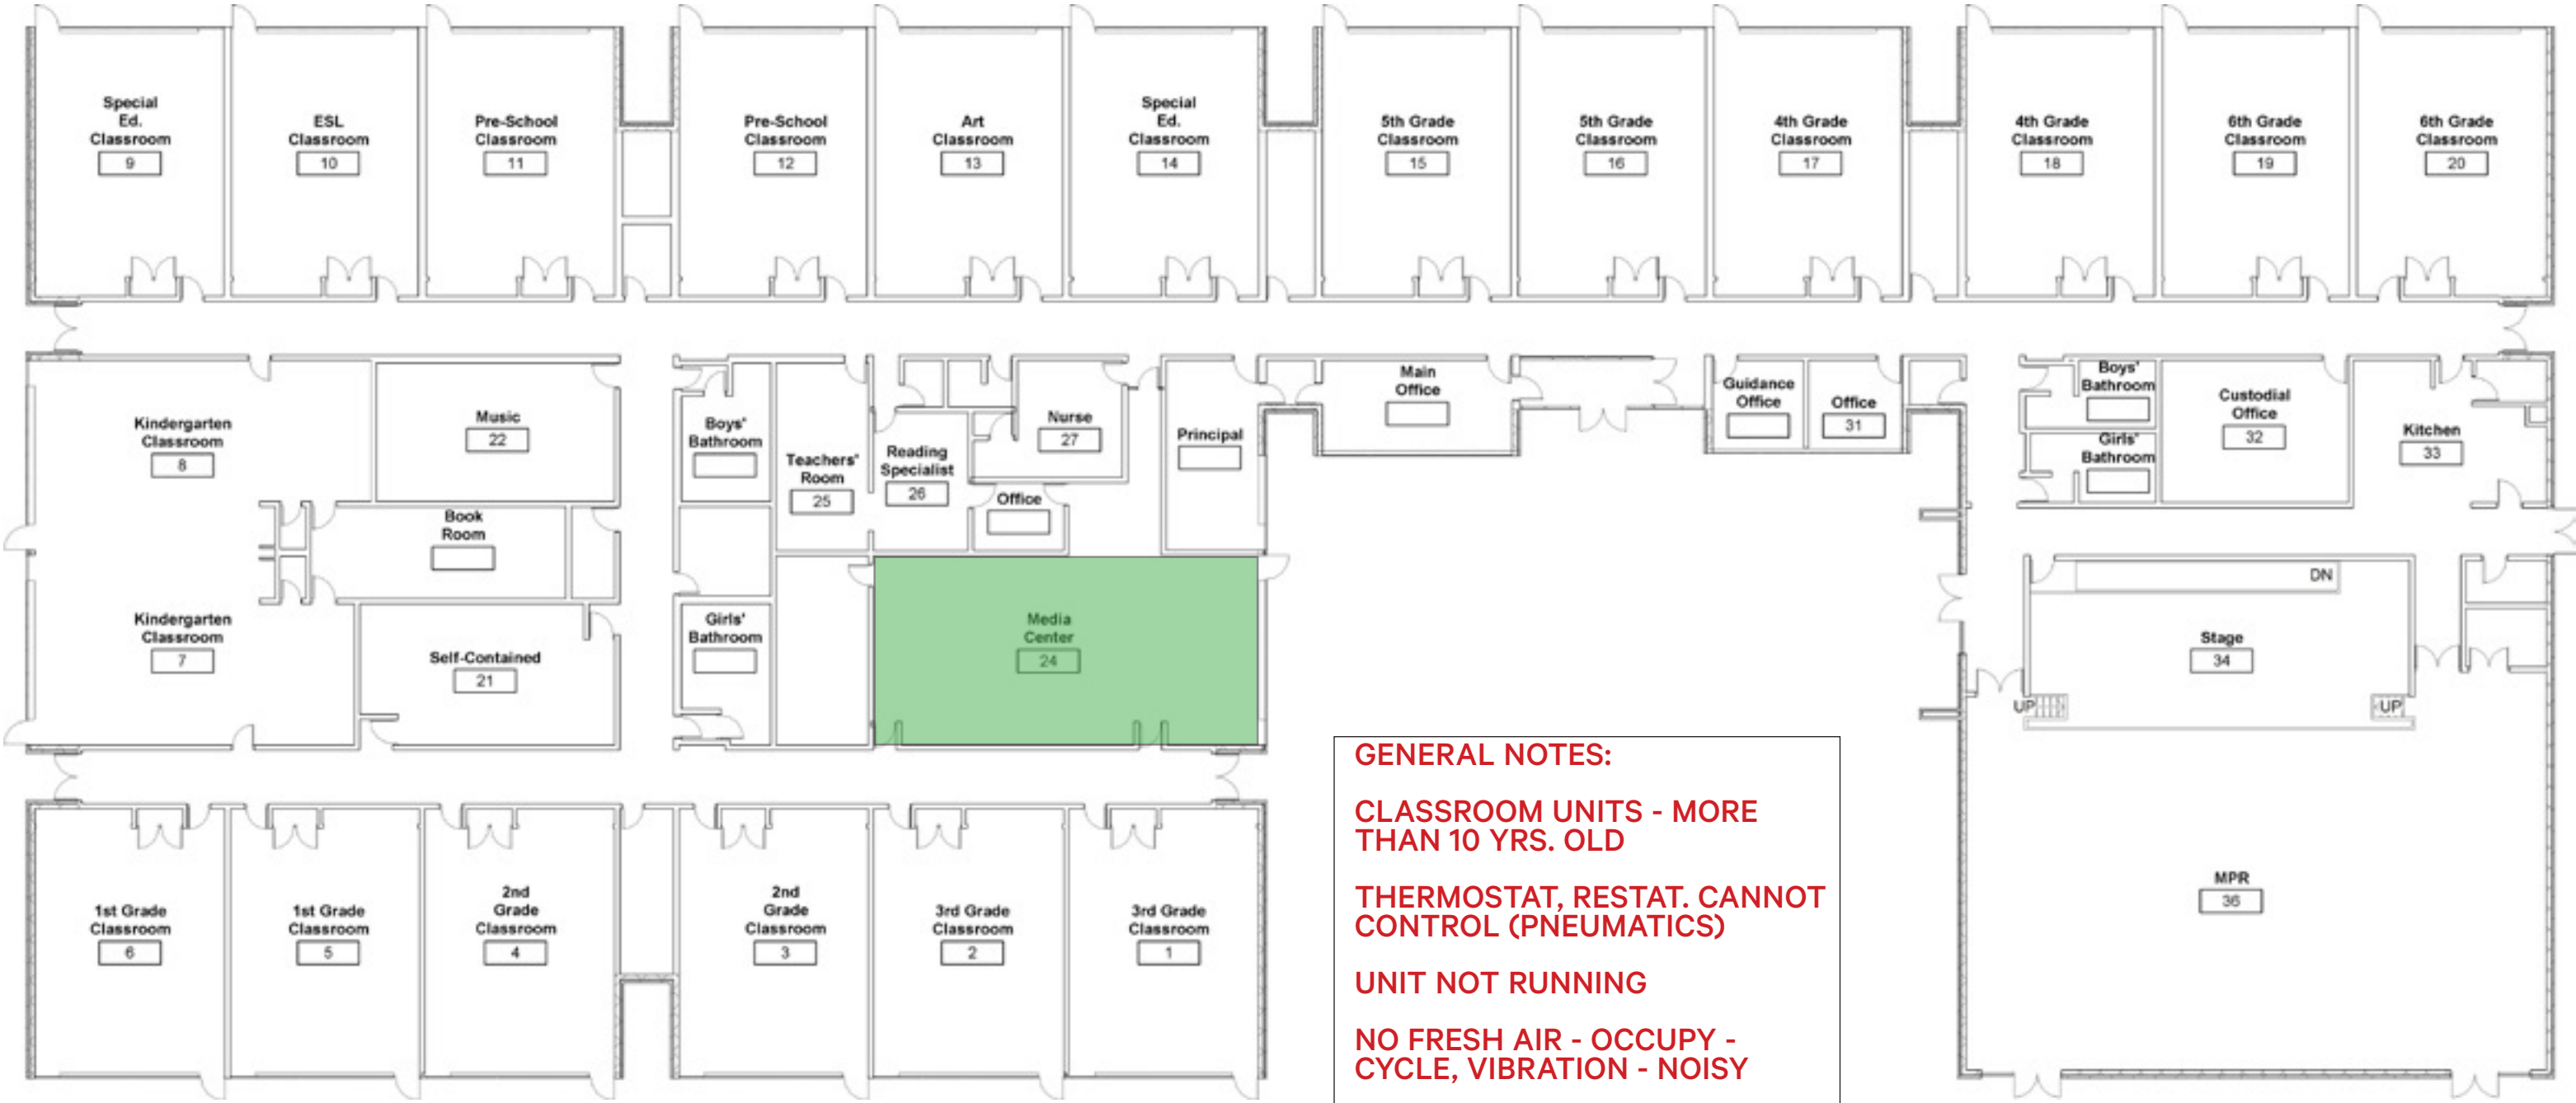 Special
Ed.
Classroom
9
ESL
Classroom
10
Pre-School
Classroom
11
Pre-School
Classroom
12
Art
Classroom
13
Special
Ed.
Classroom
14
5th Grade
Classroom
15
5th Grade
Classroom
16
4th Grade
Classroom
17
4th Grade
Classroom
18
6th Grade
Classroom
19
6th Grade
Classroom
20
Kindergarten
Classroom
8
Music
22
Book
Room
Kindergarten
Classroom
7
Self-Contained
21
Boys'
Bathroom
Girls'
Bathroom
Teachers'
Room
25
Reading
Specialist
26
Nurse
27
Office
Principal
Media
Center
24
Main
Office
Guidance
Office
Office
31
Boys'
Bathroom
Girls'
Bathroom
Custodial
Office
32
Kitchen
33
DN
Stage
34
UP
UP
MPR
36
1st Grade
Classroom
6
1st Grade
Classroom
5
2nd
Grade
Classroom
4
2nd
Grade
Classroom
3
3rd Grade
Classroom
2
3rd Grade
Classroom
1
GENERAL NOTES:
CLASSROOM UNITS - MORE
THAN 10 YRS. OLD
THERMOSTAT, RESTAT. CANNOT
CONTROL (PNEUMATICS)
UNIT NOT RUNNING
NO FRESH AIR - OCCUPY -
CYCLE, VIBRATION - NOISY